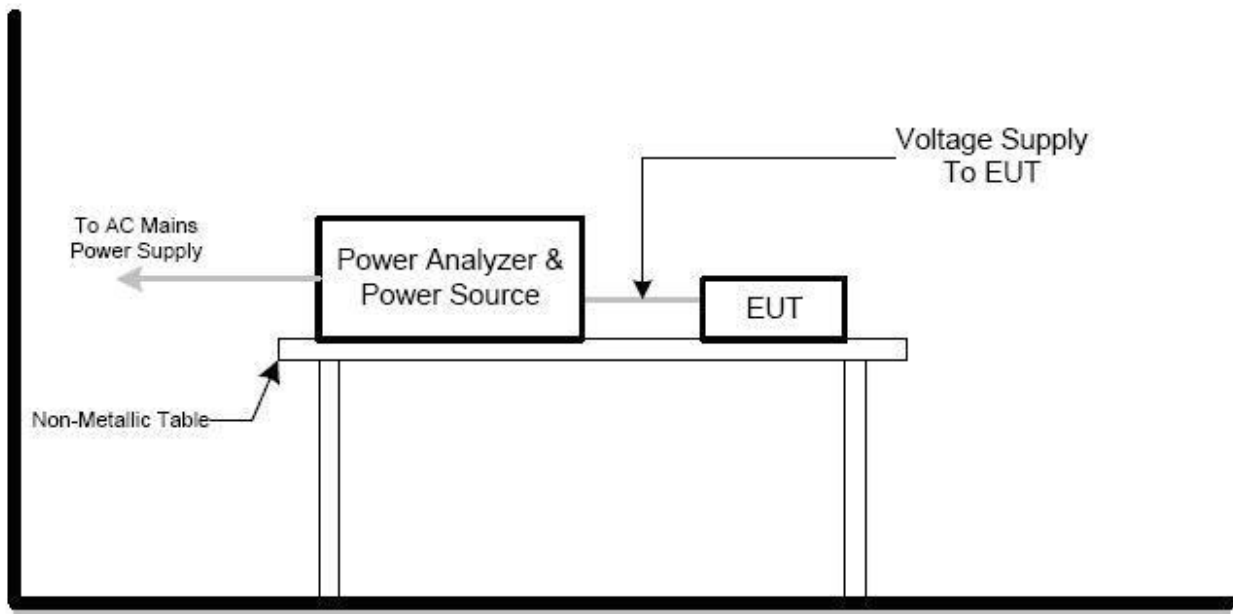 Voltage Supply
To EUT
To AC Mains
Power Supply
Power Analyzer &
Power Source
EUT
Non-Metallic Table